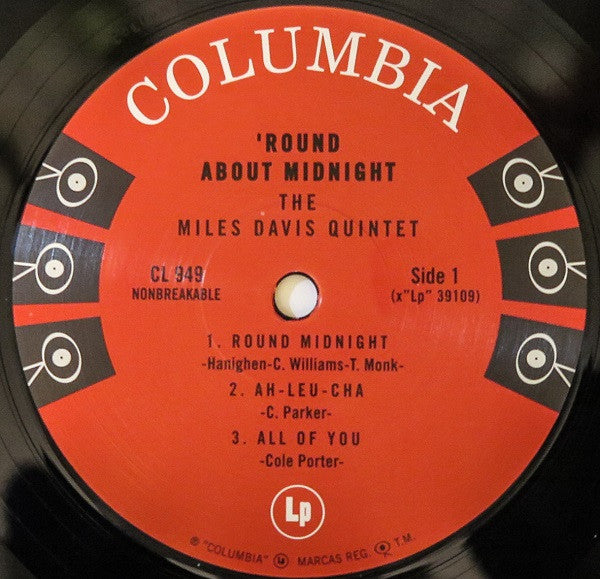 COLUMBIA
'ROUND
ABOUT MIDNIGHT
THE
MILES DAVIS QUINTET
CL 949
NONBREAKABLE
Side 1
(x"Lp" 39109)
1. ROUND MIDNIGHT
-Hanighen-C. Williams-T. Monk-
2. AH-LEU-CHA
-C. Parker-
3. ALL OF YOU
-Cole Porter-
Lp
℗ "COLUMBIA" MARCAS REG. T.M.